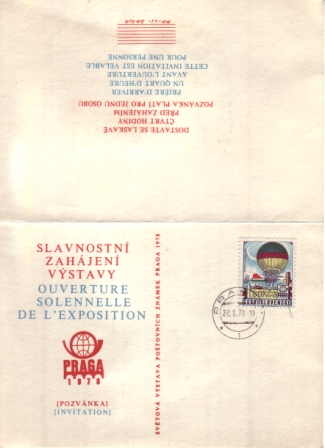 DOSTAVTE SE LASKAVĚ
ČTVRT HODINY
PŘED ZAHÁJENÍM
POZVÁNKA PLATÍ PRO JEDNU OSOBU
PRIÈRE D'ARRIVER
UN QUART D'HEURE
AVANT L'OUVERTURE
CETTE INVITATION EST VELABLE
POUR UNE PERSONNE
SLAVNOSTNÍ
ZAHÁJENÍ
VÝSTAVY
OUVERTURE
SOLENNELLE
DE L'EXPOSITION
PRAGA
1978
[POZVÁNKA]
[INVITATION]
SVĚTOVÁ VÝSTAVA POŠTOVNÍCH ZNÁMEK PRAGA 1978
ČESKOSLOVENSKO
PRAHA